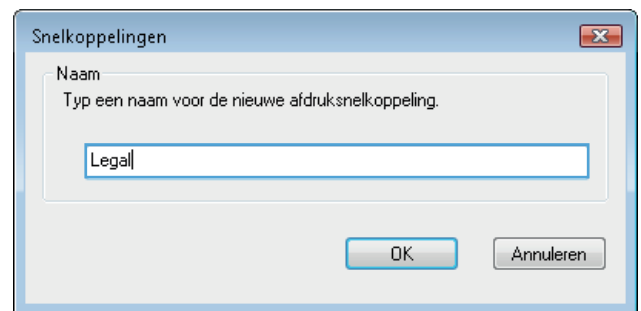 Snelkoppelingen
Naam
Typ een naam voor de nieuwe afdruksnelkoppeling.
Legal
OK
Annuleren